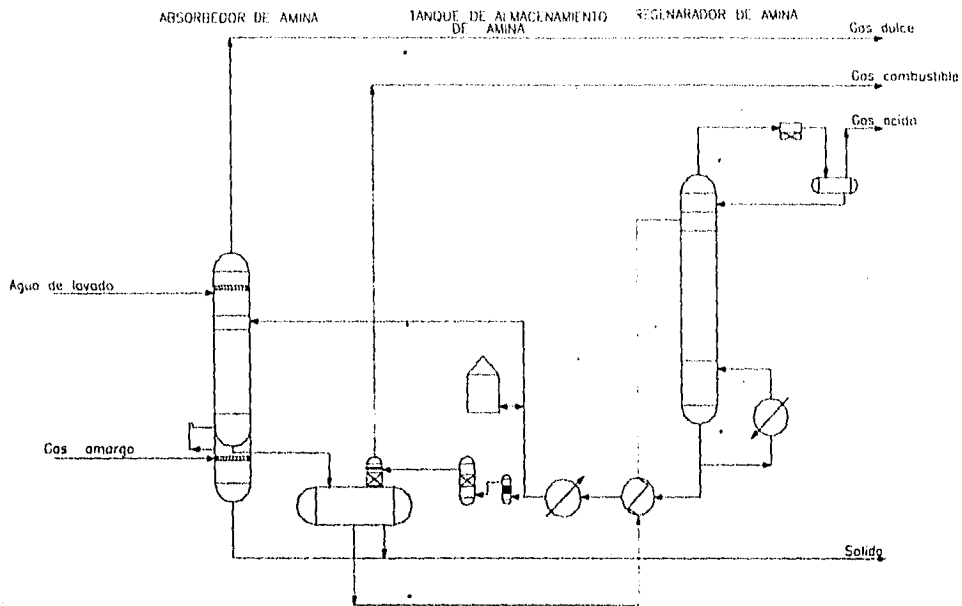 ABSORBEDOR DE AMINA
TANQUE DE ALMACENAMIENTO
DE AMINA
REGENARADOR DE AMINA
Gas dulce
Gas combustible
Gas acido
Agua de lavado
Gas amargo
Solido